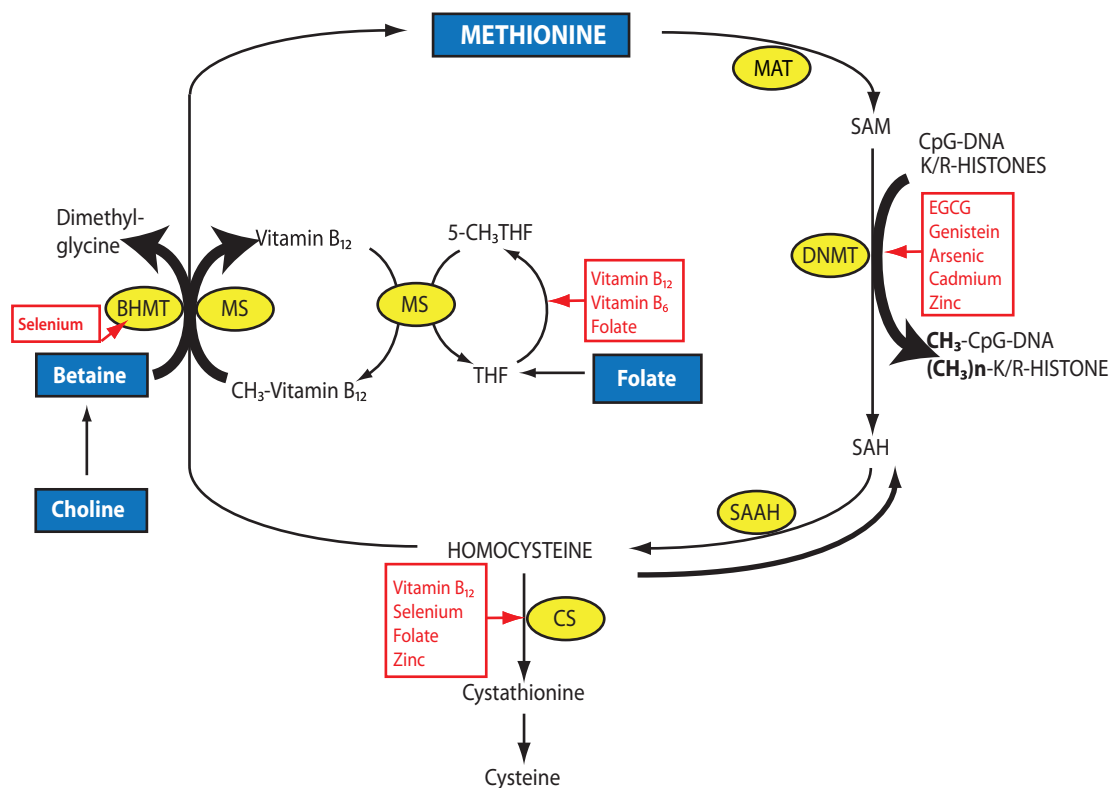 METHIONINE
MAT
SAM
CpG-DNA
K/R-HISTONES
EGCG
Genistein
Arsenic
Cadmium
Zinc
DNMT
CH₃-CpG-DNA
(CH₃)n-K/R-HISTONE
SAH
SAAH
HOMOCYSTEINE
Dimethyl-
glycine
Vitamin B₁₂
5-CH₃THF
Vitamin B₁₂
Vitamin B₆
Folate
BHMT
MS
MS
Selenium
Betaine
CH₃-Vitamin B₁₂
THF
Folate
Choline
Vitamin B₁₂
Selenium
Folate
Zinc
CS
Cystathionine
Cysteine